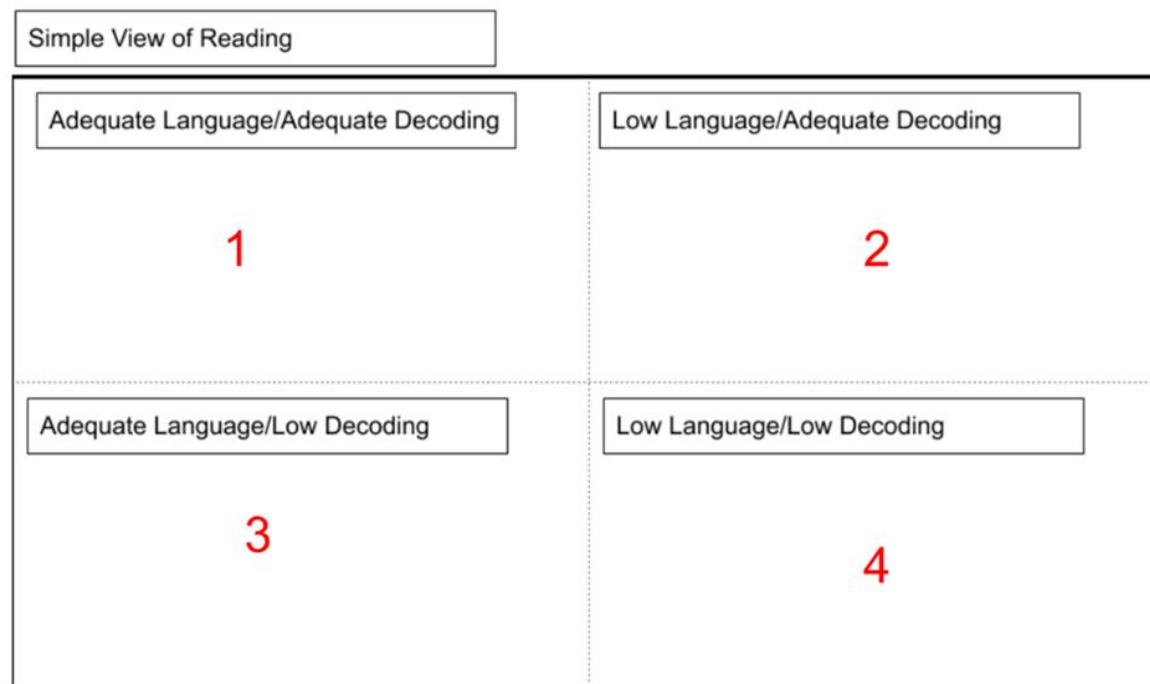 Simple View of Reading
Adequate Language/Adequate Decoding
Low Language/Adequate Decoding
1
2
Adequate Language/Low Decoding
Low Language/Low Decoding
3
4